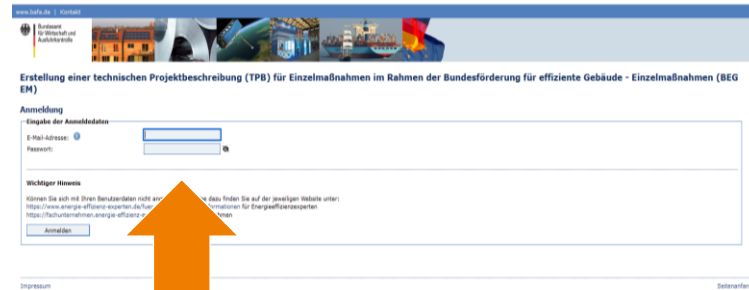 www.bafa.de | Kontakt
Bundesamt
für Wirtschaft und
Ausfuhrkontrolle
Erstellung einer technischen Projektbeschreibung (TPB) für Einzelmaßnahmen im Rahmen der Bundesförderung für effiziente Gebäude - Einzelmaßnahmen (BEG
EM)
Anmeldung
Eingabe der Anmeldedaten
E-Mail-Adresse:
Passwort:
Wichtiger Hinweis
Können Sie sich mit Ihren Benutzerdaten nicht dazu finden Sie auf der jeweiligen Website unter:
https://www.energie-effizienz-experten.de/ für Energieeffizienzexperten
https://fachunternehmen.energie-effizienz-
Anmelden
Impressum